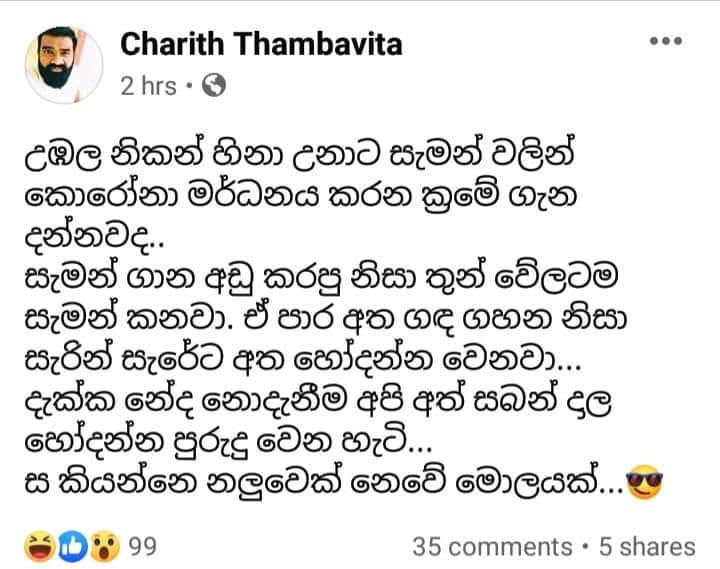 Charith Thambavita
2 hrs •
උඹල නිකන් හිනා උනාට සැමන් වලින්
කොරෝනා මර්ධනය කරන ක්‍රමේ ගැන
දන්නවද..
සැමන් ගාන අඩු කරපු නිසා තුන් වේලටම
සැමන් කනවා. ඒ පාර අත ගඳ ගහන නිසා
සැරින් සැරේට අත හෝදන්න වෙනවා...
දැක්ක නේද නොදැනීම අපි අත් සබන් දාල
හෝදන්න පුරුදු වෙන හැටි...
ස කියන්නෙ නලුවෙක් නෙවේ මොලයක්...😎
99
35 comments • 5 shares